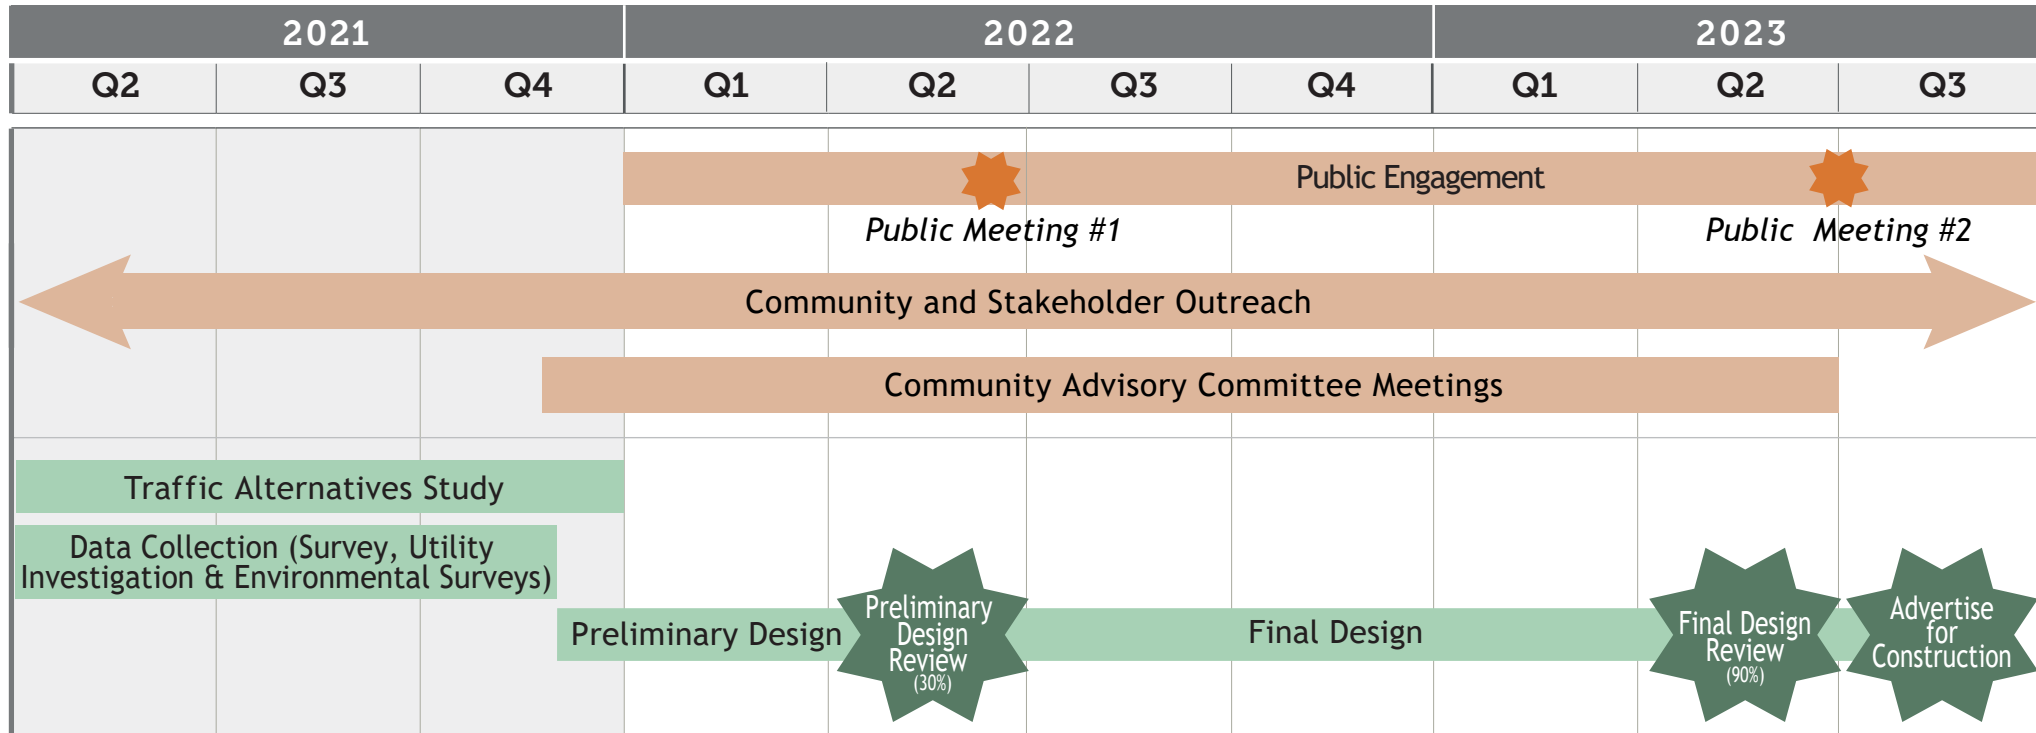 2021 2022 2023
Q2 Q3 Q4 Q1 Q2 Q3 Q4 Q1 Q2 Q3
Public Engagement
Public Meeting #1
Public Meeting #2
Community and Stakeholder Outreach
Community Advisory Committee Meetings
Traffic Alternatives Study
Data Collection (Survey, Utility
Investigation & Environmental Surveys)
Preliminary Design
Preliminary
Design
Review
(30%)
Final Design
Final Design
Review
(90%)
Advertise
for
Construction